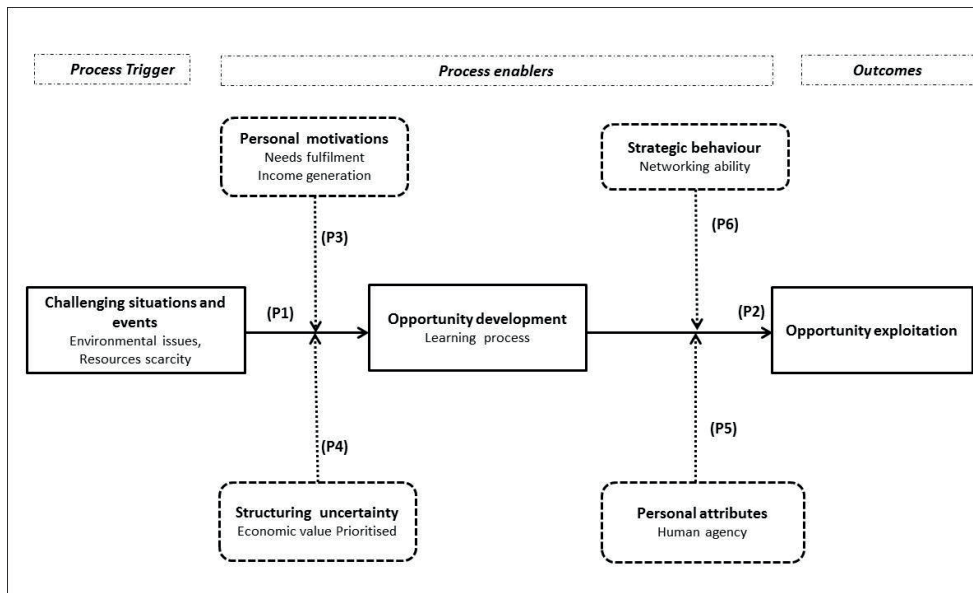 Process Trigger
Process enablers
Outcomes
Personal motivations
Needs fulfilment
Income generation
Strategic behaviour
Networking ability
(P3)
(P6)
Challenging situations and
events
Environmental issues,
Resources scarcity
(P1)
Opportunity development
Learning process
(P2)
Opportunity exploitation
(P4)
(P5)
Structuring uncertainty
Economic value Prioritised
Personal attributes
Human agency